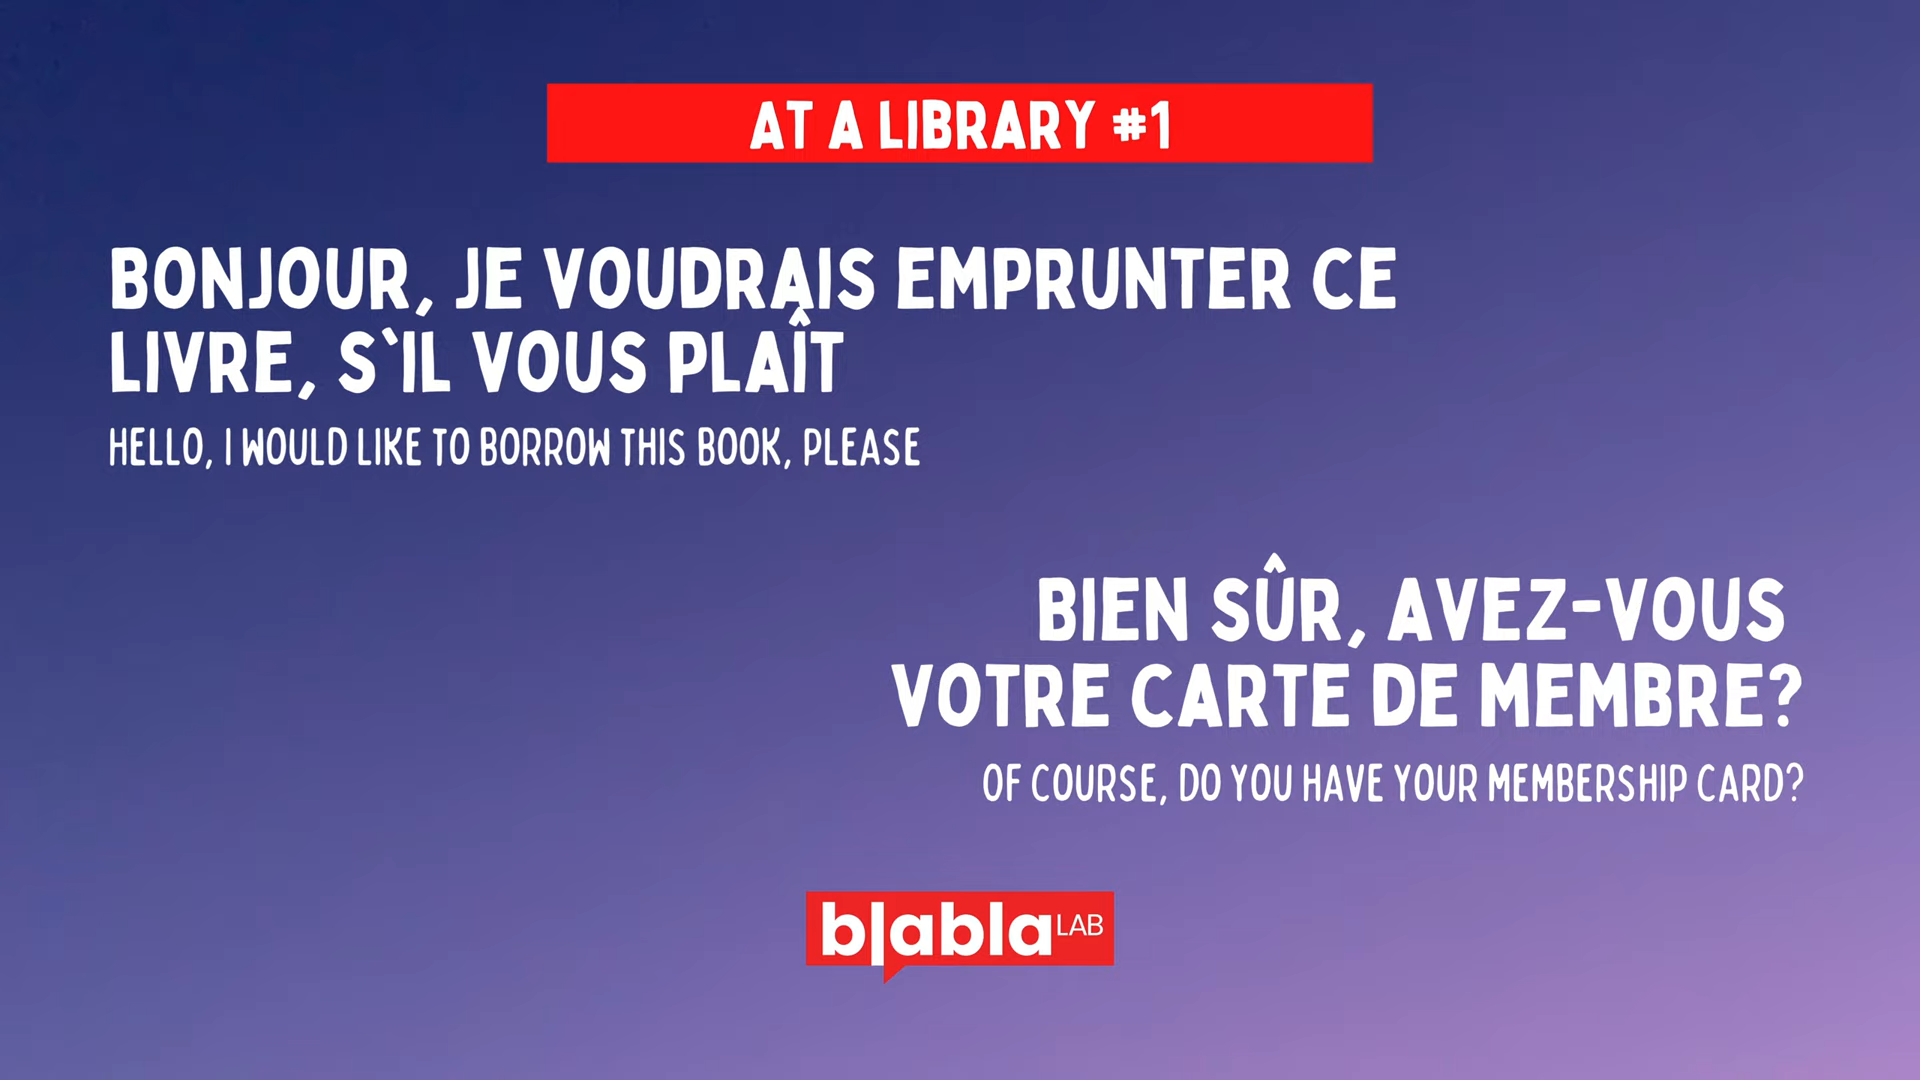 AT A LIBRARY #1
BONJOUR, JE VOUDRAIS EMPRUNTER CE
LIVRE, S`IL VOUS PLAÎT
HELLO, I WOULD LIKE TO BORROW THIS BOOK, PLEASE
BIEN SÛR, AVEZ-VOUS
VOTRE CARTE DE MEMBRE?
OF COURSE, DO YOU HAVE YOUR MEMBERSHIP CARD?
blabla LAB